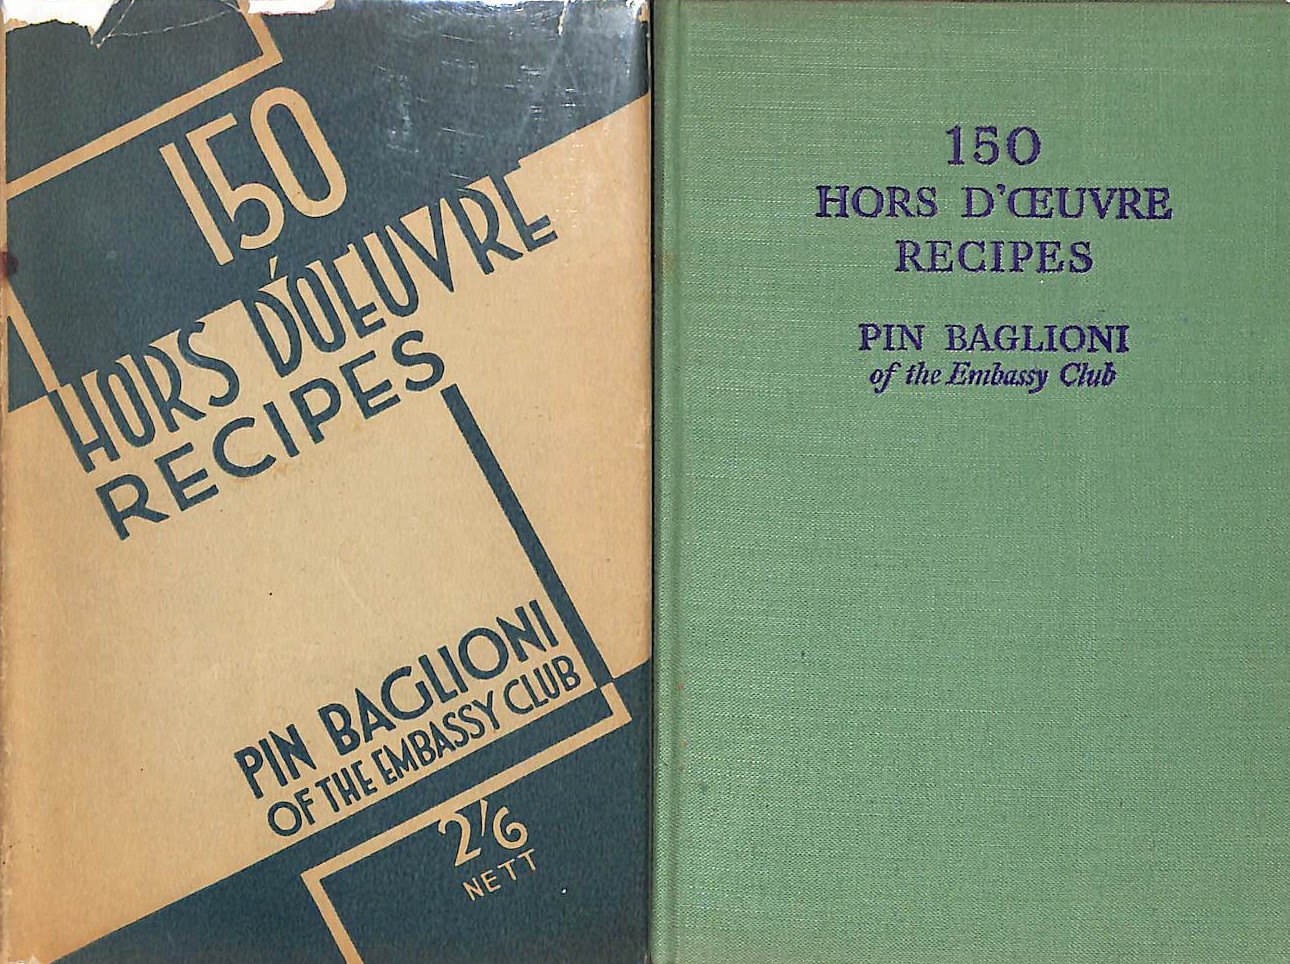 150
HORS D'OEUVRE
RECIPES
PIN BAGLIONI
OF THE EMBASSY CLUB
2'/6
NETT
150
HORS D'ŒUVRE
RECIPES
PIN BAGLIONI
of the Embassy Club